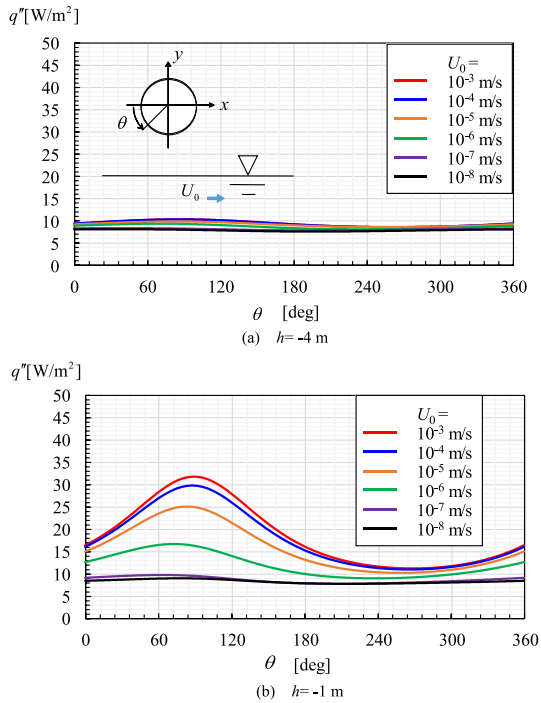 q″[W/m²]
50
45
40
35
30
25
20
15
10
5
0
y
x
θ
U₀
U₀ =
10⁻³ m/s
10⁻⁴ m/s
10⁻⁵ m/s
10⁻⁶ m/s
10⁻⁷ m/s
10⁻⁸ m/s
0 60 120 180 240 300 360
θ [deg]
(a) h= -4 m
q″[W/m²]
50
45
40
35
30
25
20
15
10
5
0
U₀ =
10⁻³ m/s
10⁻⁴ m/s
10⁻⁵ m/s
10⁻⁶ m/s
10⁻⁷ m/s
10⁻⁸ m/s
0 60 120 180 240 300 360
θ [deg]
(b) h= -1 m